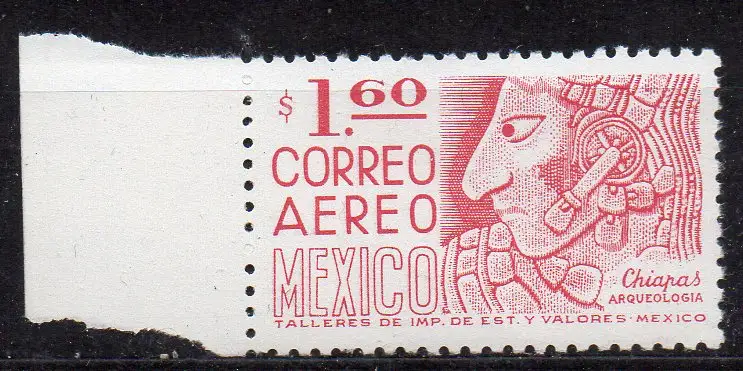 $1.60
CORREO
AEREO
MEXICO
Chiapas
ARQUEOLOGIA
TALLERES DE IMP. DE EST. Y VALORES · MEXICO